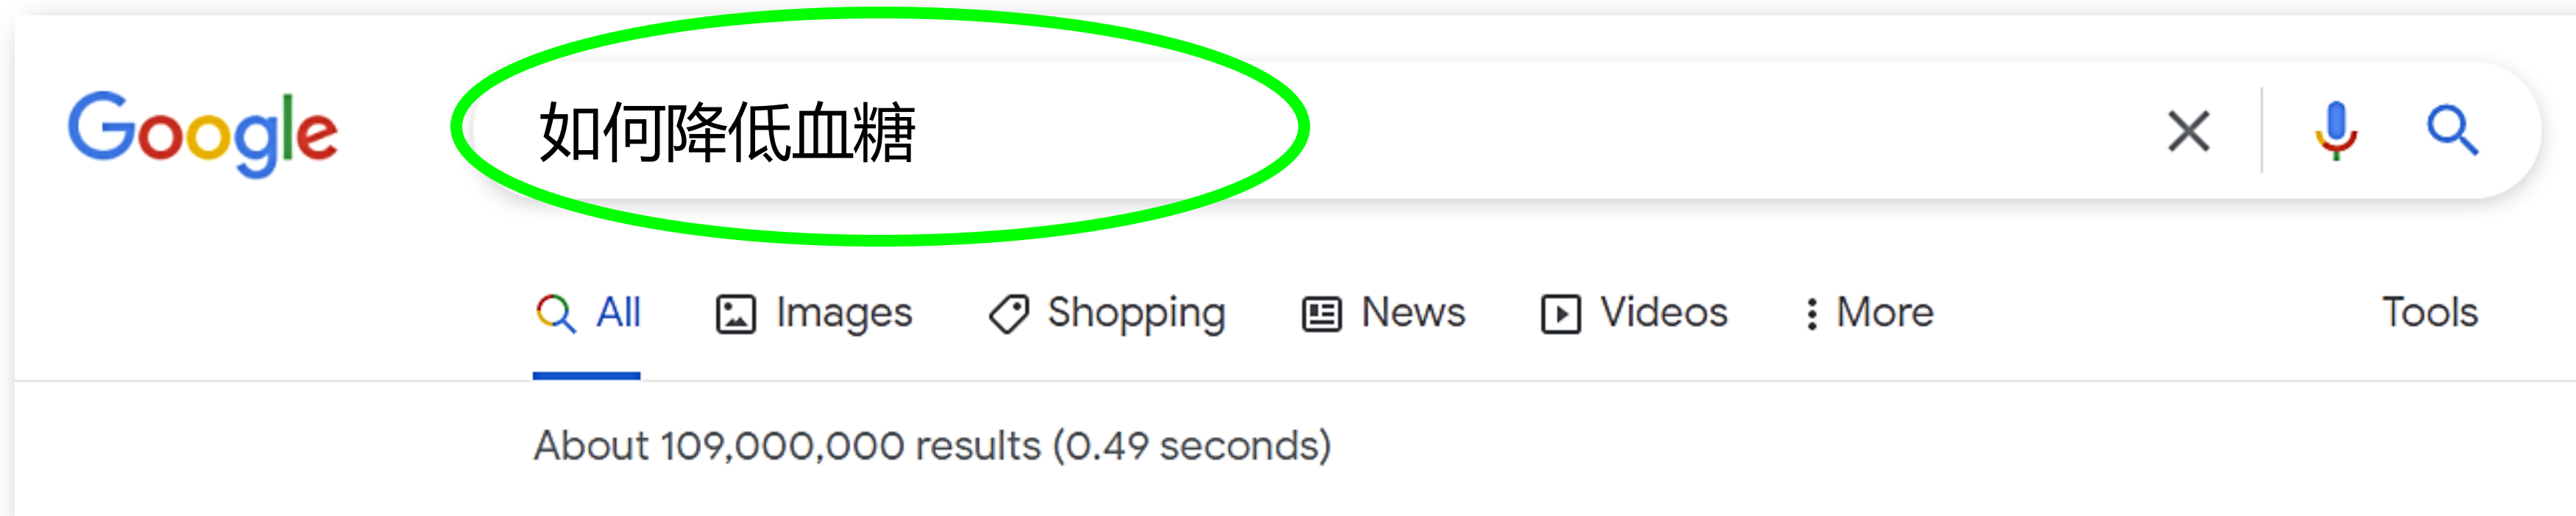 Google 如何降低血糖
All Images Shopping News Videos More Tools
About 109,000,000 results (0.49 seconds)